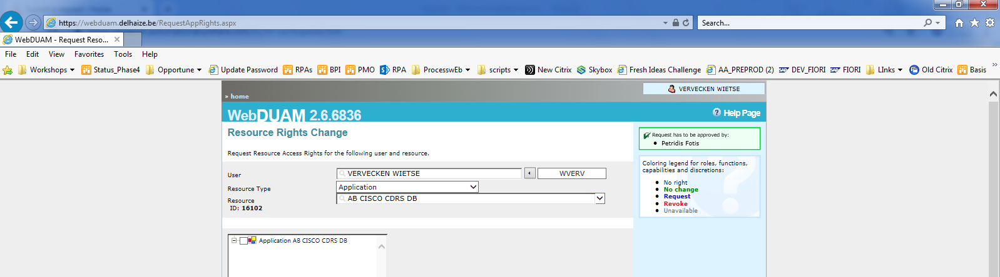 https://webduam.delhaize.be/RequestAppRights.aspx
Search...
WebDUAM - Request Reso...
File Edit View Favorites Tools Help
Workshops Status_Phase4 Opportune Update Password RPAs BPI PMO RPA ProcesswEb scripts New Citrix Skybox Fresh Ideas Challenge AA_PREPROD (2) DEV_FIORI FIORI LInks Old Citrix Basis »
» home
VERVECKEN WIETSE
WebDUAM 2.6.6836
Help Page
Resource Rights Change
Request has to be approved by:
• Petridis Fotis
Request Resource Access Rights for the following user and resource.
Coloring legend for roles, functions,
capabilities and discretions:
• No right
• No change
• Request
• Revoke
• Unavailable
User VERVECKEN WIETSE WVERV
Resource Type Application
Resource AB CISCO CDRS DB
ID: 16102
Application AB CISCO CDRS DB